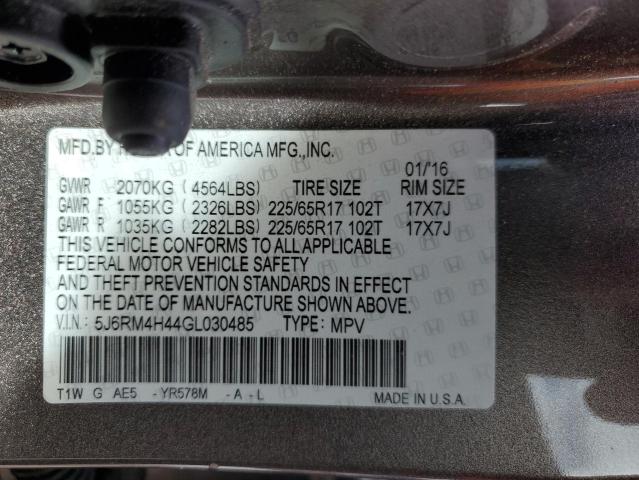 MFD.BY OF AMERICA MFG.,INC.
01/16
GVWR 2070KG (4564LBS) TIRE SIZE RIM SIZE
GAWR F 1055KG (2326LBS) 225/65R17 102T 17X7J
GAWR R 1035KG (2282LBS) 225/65R17 102T 17X7J
THIS VEHICLE CONFORMS TO ALL APPLICABLE
FEDERAL MOTOR VEHICLE SAFETY
AND THEFT PREVENTION STANDARDS IN EFFECT
ON THE DATE OF MANUFACTURE SHOWN ABOVE.
V.I.N.: 5J6RM4H44GL030485 TYPE: MPV
T1W G AE5 - YR578M - A - L MADE IN U.S.A.